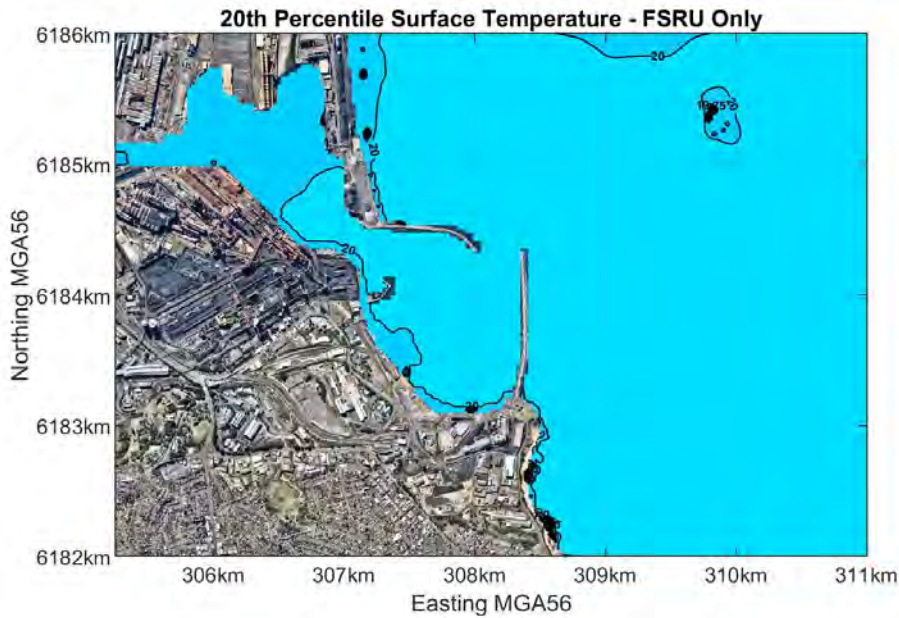 20th Percentile Surface Temperature - FSRU Only
6186km
20
20
6185km
20
6184km
6183km
20
6182km
306km
307km
308km
309km
310km
311km
Northing MGA56
Easting MGA56